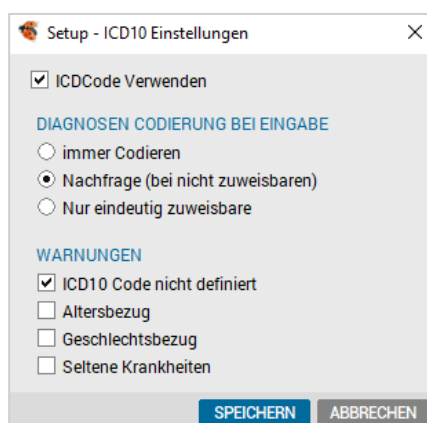 Setup - ICD10 Einstellungen
ICDCode Verwenden
DIAGNOSEN CODIERUNG BEI EINGABE
immer Codieren
Nachfrage (bei nicht zuweisbaren)
Nur eindeutig zuweisbare
WARNUNGEN
ICD10 Code nicht definiert
Altersbezug
Geschlechtsbezug
Seltene Krankheiten
SPEICHERN ABBRECHEN